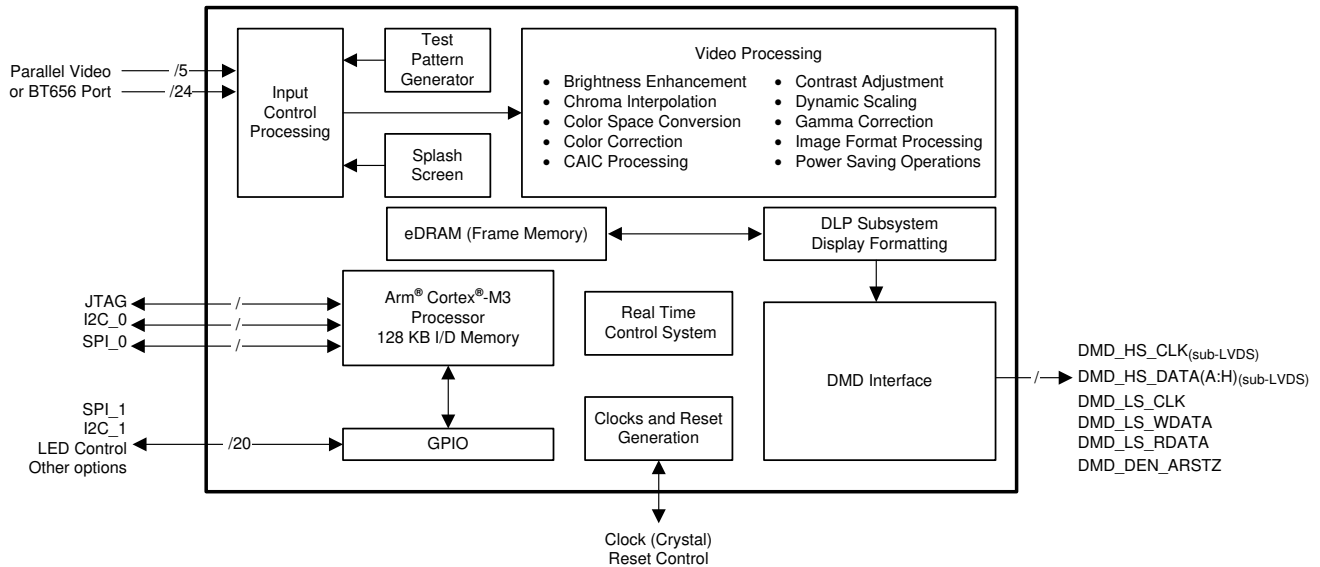 Parallel Video
or BT656 Port
/5
/24
Input
Control
Processing
Test
Pattern
Generator
Splash
Screen
Video Processing
• Brightness Enhancement
• Chroma Interpolation
• Color Space Conversion
• Color Correction
• CAIC Processing
• Contrast Adjustment
• Dynamic Scaling
• Gamma Correction
• Image Format Processing
• Power Saving Operations
eDRAM (Frame Memory)
DLP Subsystem
Display Formatting
JTAG
/
I2C_0
/
SPI_0
/
Arm® Cortex®-M3
Processor
128 KB I/D Memory
Real Time
Control System
DMD Interface
/
DMD_HS_CLK(sub-LVDS)
DMD_HS_DATA(A:H)(sub-LVDS)
DMD_LS_CLK
DMD_LS_WDATA
DMD_LS_RDATA
DMD_DEN_ARSTZ
SPI_1
I2C_1
LED Control
Other options
/20
GPIO
Clocks and Reset
Generation
Clock (Crystal)
Reset Control